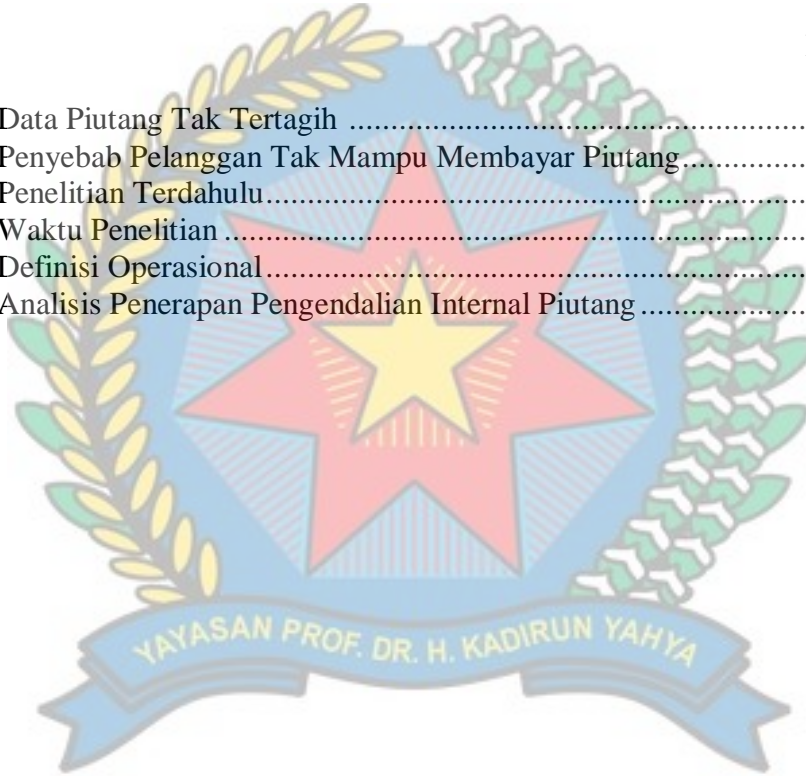 Data Piutang Tak Tertagih ..................................................
Penyebab Pelanggan Tak Mampu Membayar Piutang..............
Penelitian Terdahulu............................................................
Waktu Penelitian .................................................................
Definisi Operasional............................................................
Analisis Penerapan Pengendalian Internal Piutang ..................
YAYASAN PROF. DR. H. KADIRUN YAHYA